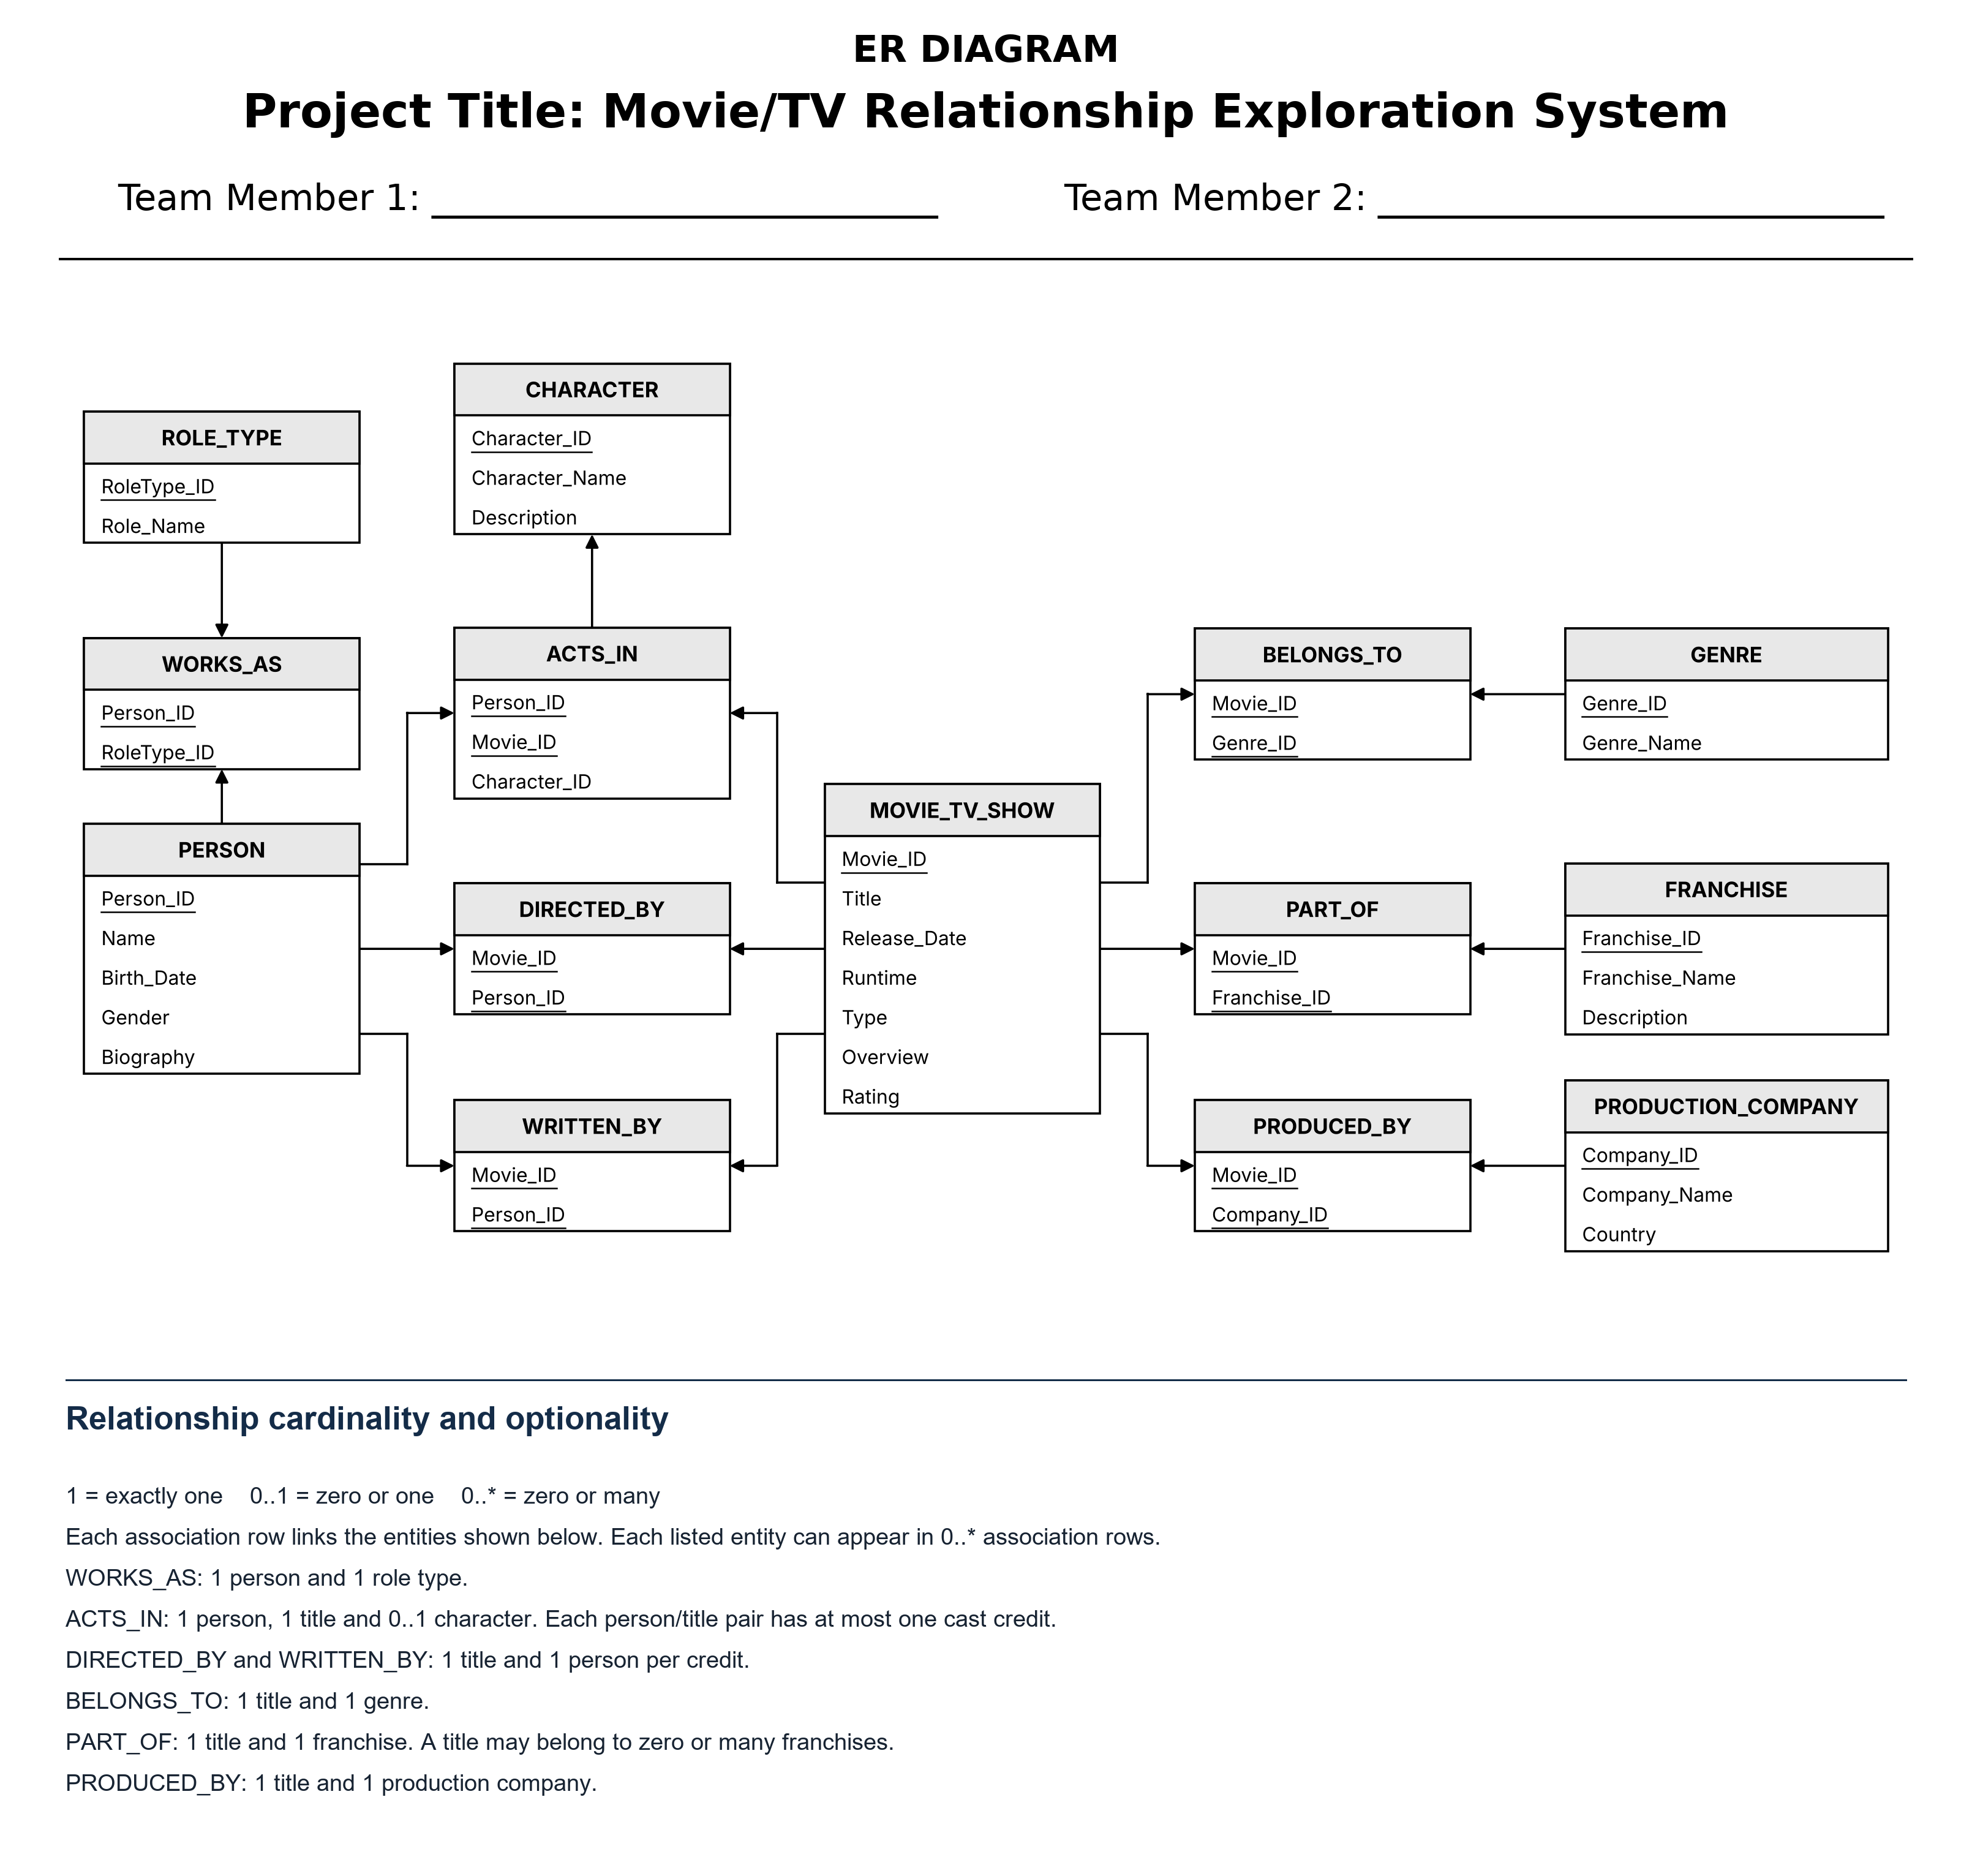 ER DIAGRAM
Project Title: Movie/TV Relationship Exploration System
Team Member 1: Team Member 2:
CHARACTER
Character_ID
Character_Name
Description
ROLE_TYPE
RoleType_ID
Role_Name
WORKS_AS
Person_ID
RoleType_ID
ACTS_IN
Person_ID
Movie_ID
Character_ID
BELONGS_TO
Movie_ID
Genre_ID
GENRE
Genre_ID
Genre_Name
PERSON
Person_ID
Name
Birth_Date
Gender
Biography
DIRECTED_BY
Movie_ID
Person_ID
MOVIE_TV_SHOW
Movie_ID
Title
Release_Date
Runtime
Type
Overview
Rating
PART_OF
Movie_ID
Franchise_ID
FRANCHISE
Franchise_ID
Franchise_Name
Description
WRITTEN_BY
Movie_ID
Person_ID
PRODUCED_BY
Movie_ID
Company_ID
PRODUCTION_COMPANY
Company_ID
Company_Name
Country
Relationship cardinality and optionality
1 = exactly one 0..1 = zero or one 0..* = zero or many
Each association row links the entities shown below. Each listed entity can appear in 0..* association rows.
WORKS_AS: 1 person and 1 role type.
ACTS_IN: 1 person, 1 title and 0..1 character. Each person/title pair has at most one cast credit.
DIRECTED_BY and WRITTEN_BY: 1 title and 1 person per credit.
BELONGS_TO: 1 title and 1 genre.
PART_OF: 1 title and 1 franchise. A title may belong to zero or many franchises.
PRODUCED_BY: 1 title and 1 production company.